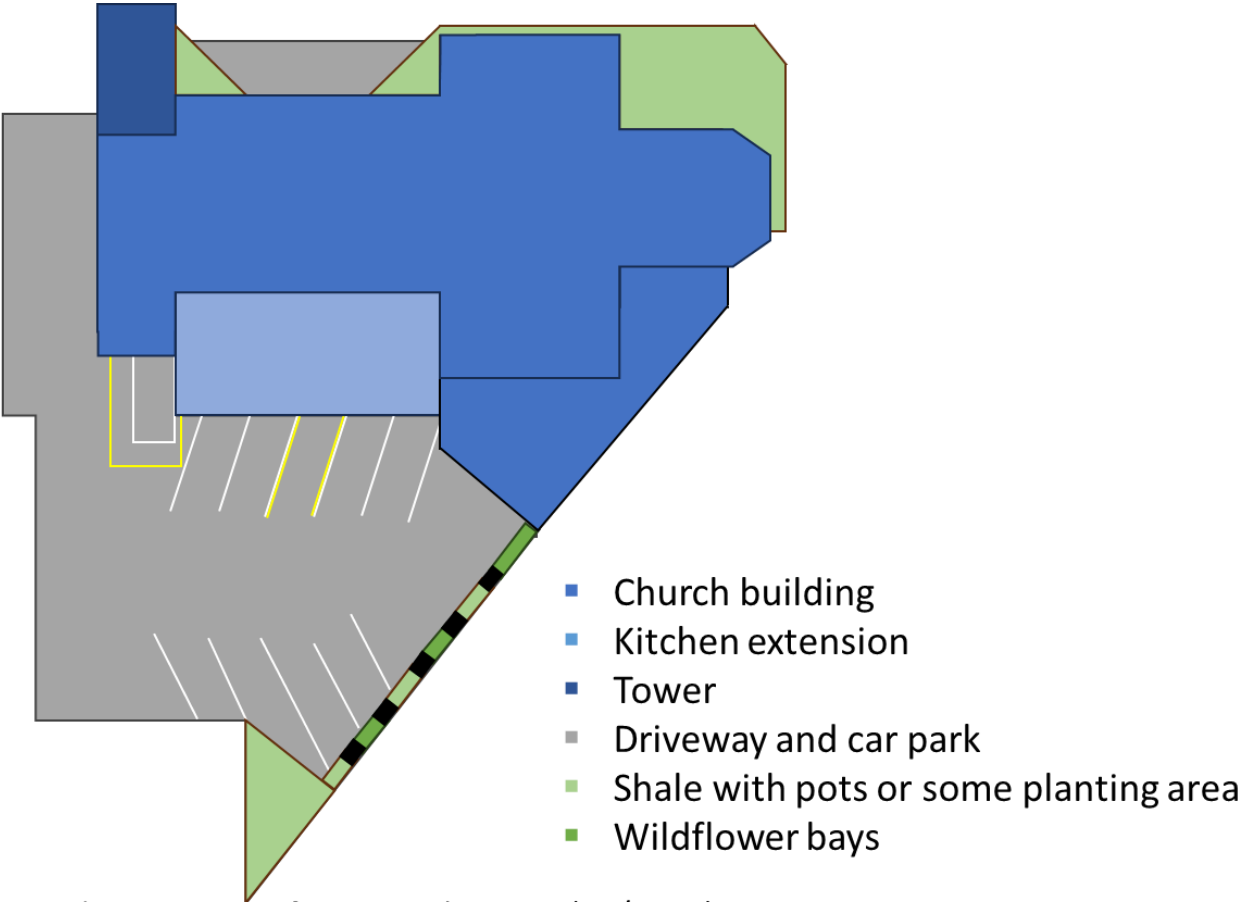 Church building
Kitchen extension
Tower
Driveway and car park
Shale with pots or some planting area
Wildflower bays